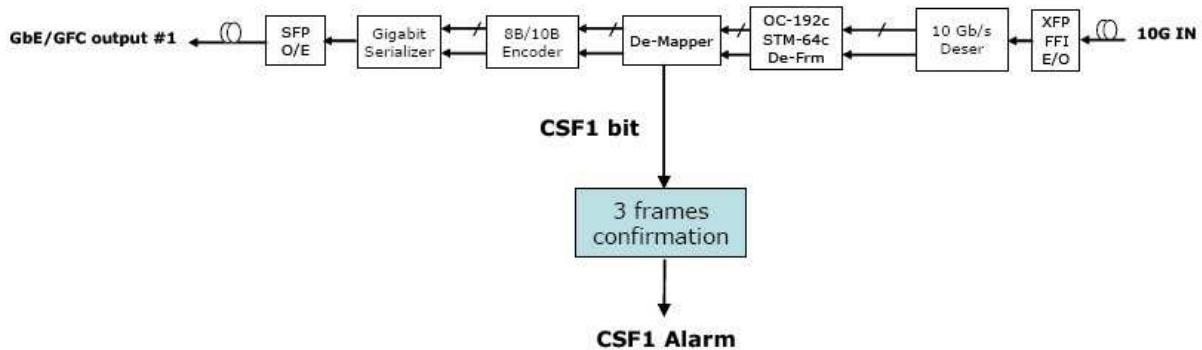 GbE/GFC output #1
SFP
O/E
Gigabit
Serializer
8B/10B
Encoder
De-Mapper
OC-192c
STM-64c
De-Frm
10 Gb/s
Deser
XFP
FFI
E/O
10G IN
CSF1 bit
3 frames
confirmation
CSF1 Alarm